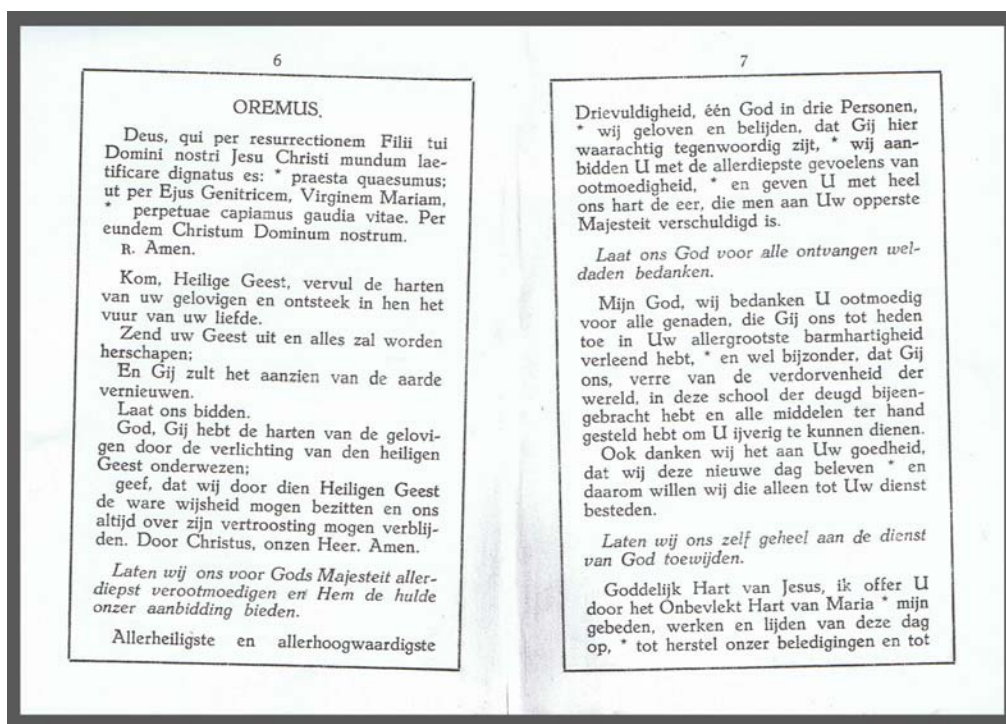 6
OREMUS.
Deus, qui per resurrectionem Filii tui
Domini nostri Jesu Christi mundum lae-
tificare dignatus es: * praesta quaesumus;
ut per Ejus Genitricem, Virginem Mariam,
* perpetuae capiamus gaudia vitae. Per
eundem Christum Dominum nostrum.
R. Amen.
Kom, Heilige Geest, vervul de harten
van uw gelovigen en ontsteek in hen het
vuur van uw liefde.
Zend uw Geest uit en alles zal worden
herschapen;
En Gij zult het aanzien van de aarde
vernieuwen.
Laat ons bidden.
God, Gij hebt de harten van de gelovi-
gen door de verlichting van den heiligen
Geest onderwezen;
geef, dat wij door dien Heiligen Geest
de ware wijsheid mogen bezitten en ons
altijd over zijn vertroosting mogen verblij-
den. Door Christus, onzen Heer. Amen.
Laten wij ons voor Gods Majesteit aller-
diepst verootmoedigen en Hem de hulde
onzer aanbidding bieden.
Allerheiligste en allerhoogwaardigste
7
Drievuldigheid, één God in drie Personen,
* wij geloven en belijden, dat Gij hier
waarachtig tegenwoordig zijt, * wij aan-
bidden U met de allerdiepste gevoelens van
ootmoedigheid, * en geven U met heel
ons hart de eer, die men aan Uw opperste
Majesteit verschuldigd is.
Laat ons God voor alle ontvangen wel-
daden bedanken.
Mijn God, wij bedanken U ootmoedig
voor alle genaden, die Gij ons tot heden
toe in Uw allergrootste barmhartigheid
verleend hebt, * en wel bijzonder, dat Gij
ons, verre van de verdorvenheid der
wereld, in deze school der deugd bijeen-
gebracht hebt en alle middelen ter hand
gesteld hebt om U ijverig te kunnen dienen.
Ook danken wij het aan Uw goedheid,
dat wij deze nieuwe dag beleven * en
daarom willen wij die alleen tot Uw dienst
besteden.
Laten wij ons zelf geheel aan de dienst
van God toewijden.
Goddelijk Hart van Jesus, ik offer U
door het Onbevlekt Hart van Maria * mijn
gebeden, werken en lijden van deze dag
op, * tot herstel onzer beledigingen en tot